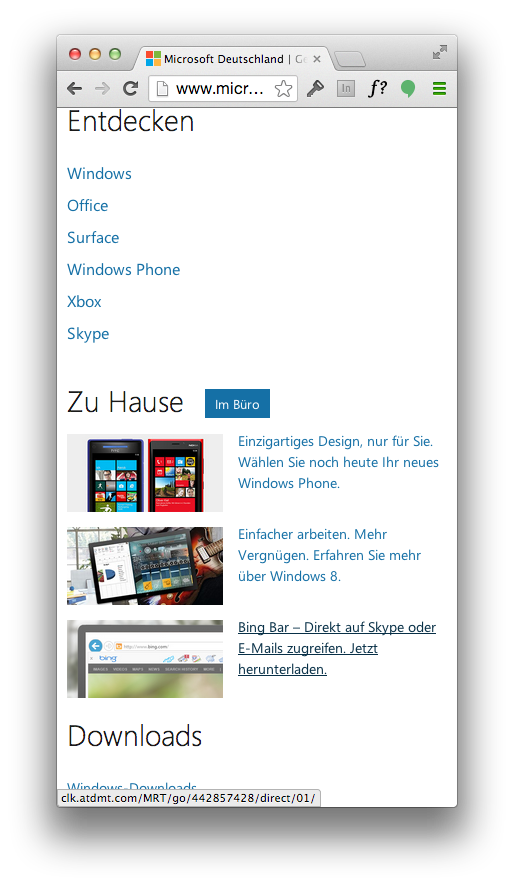 Microsoft Deutschland | Ge
www.micr...
In
f?
Entdecken
Windows
Office
Surface
Windows Phone
Xbox
Skype
Zu Hause
Im Büro
Einzigartiges Design, nur für Sie.
Wählen Sie noch heute Ihr neues
Windows Phone.
Einfacher arbeiten. Mehr
Vergnügen. Erfahren Sie mehr
über Windows 8.
bing
Bing Bar – Direkt auf Skype oder
E-Mails zugreifen. Jetzt
herunterladen.
Downloads
Windows-Downloads
clk.atdmt.com/MRT/go/442857428/direct/01/